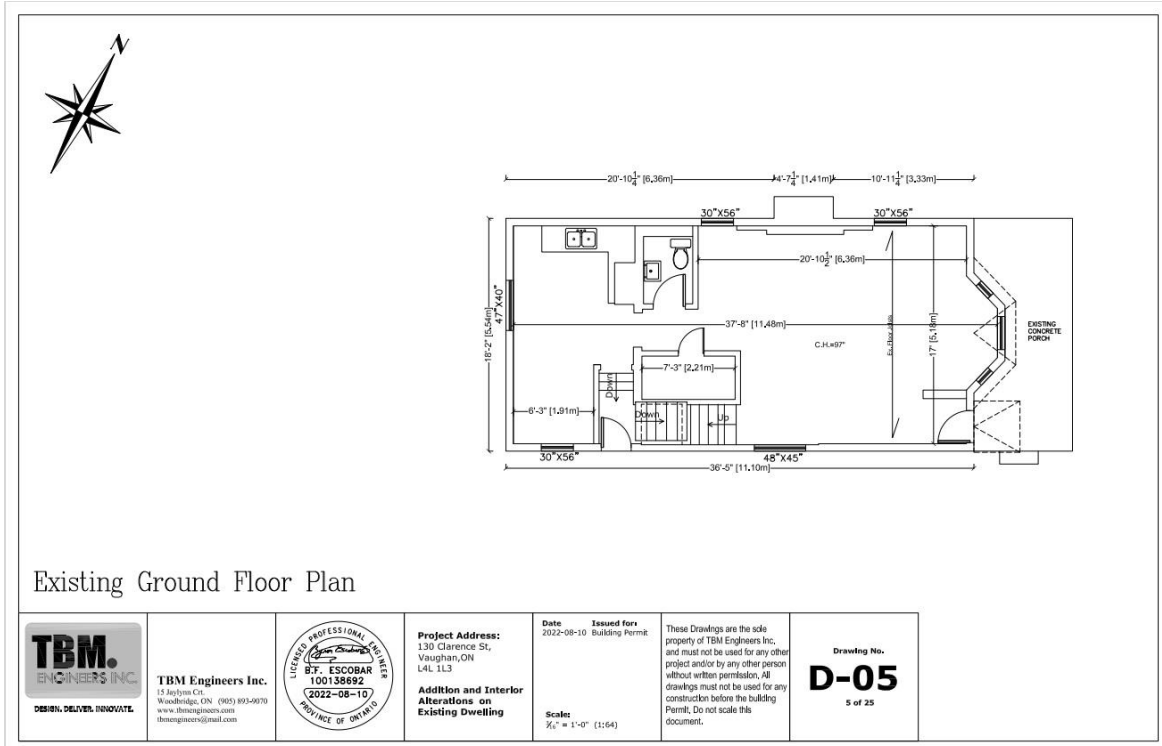 N
20'-10 1/4" [6.36m]
4'-7 1/4" [1.41m]
10'-11 1/4" [3.33m]
30"X56"
30"X56"
20'-10 1/2" [6.36m]
47"X40"
18'-2" [5.54m]
37'-8" [11.48m]
C.H.=97"
Ex. Floor Joists
17' [5.18m]
EXISTING
CONCRETE
PORCH
7'-3" [2.21m]
Down
6'-3" [1.91m]
Down
Up
30"X56"
48"X45"
36'-5" [11.10m]
Existing Ground Floor Plan
TBM.
ENGINEERS INC.
DESIGN. DELIVER. INNOVATE.
TBM Engineers Inc.
15 Jaylynn Crt.
Woodbridge, ON (905) 893-9070
www.tbmengineers.com
tbmengineers@mail.com
LICENSED PROFESSIONAL ENGINEER
B.F. ESCOBAR
100138692
2022-08-10
PROVINCE OF ONTARIO
Project Address:
130 Clarence St,
Vaughan,ON
L4L 1L3
Addition and Interior
Alterations on
Existing Dwelling
Date Issued for:
2022-08-10 Building Permit
Scale:
3/16" = 1'-0" (1:64)
These Drawings are the sole
property of TBM Engineers Inc,
and must not be used for any other
project and/or by any other person
without written permission, All
drawings must not be used for any
construction before the building
Permit, Do not scale this
document.
Drawing No.
D-05
5 of 25